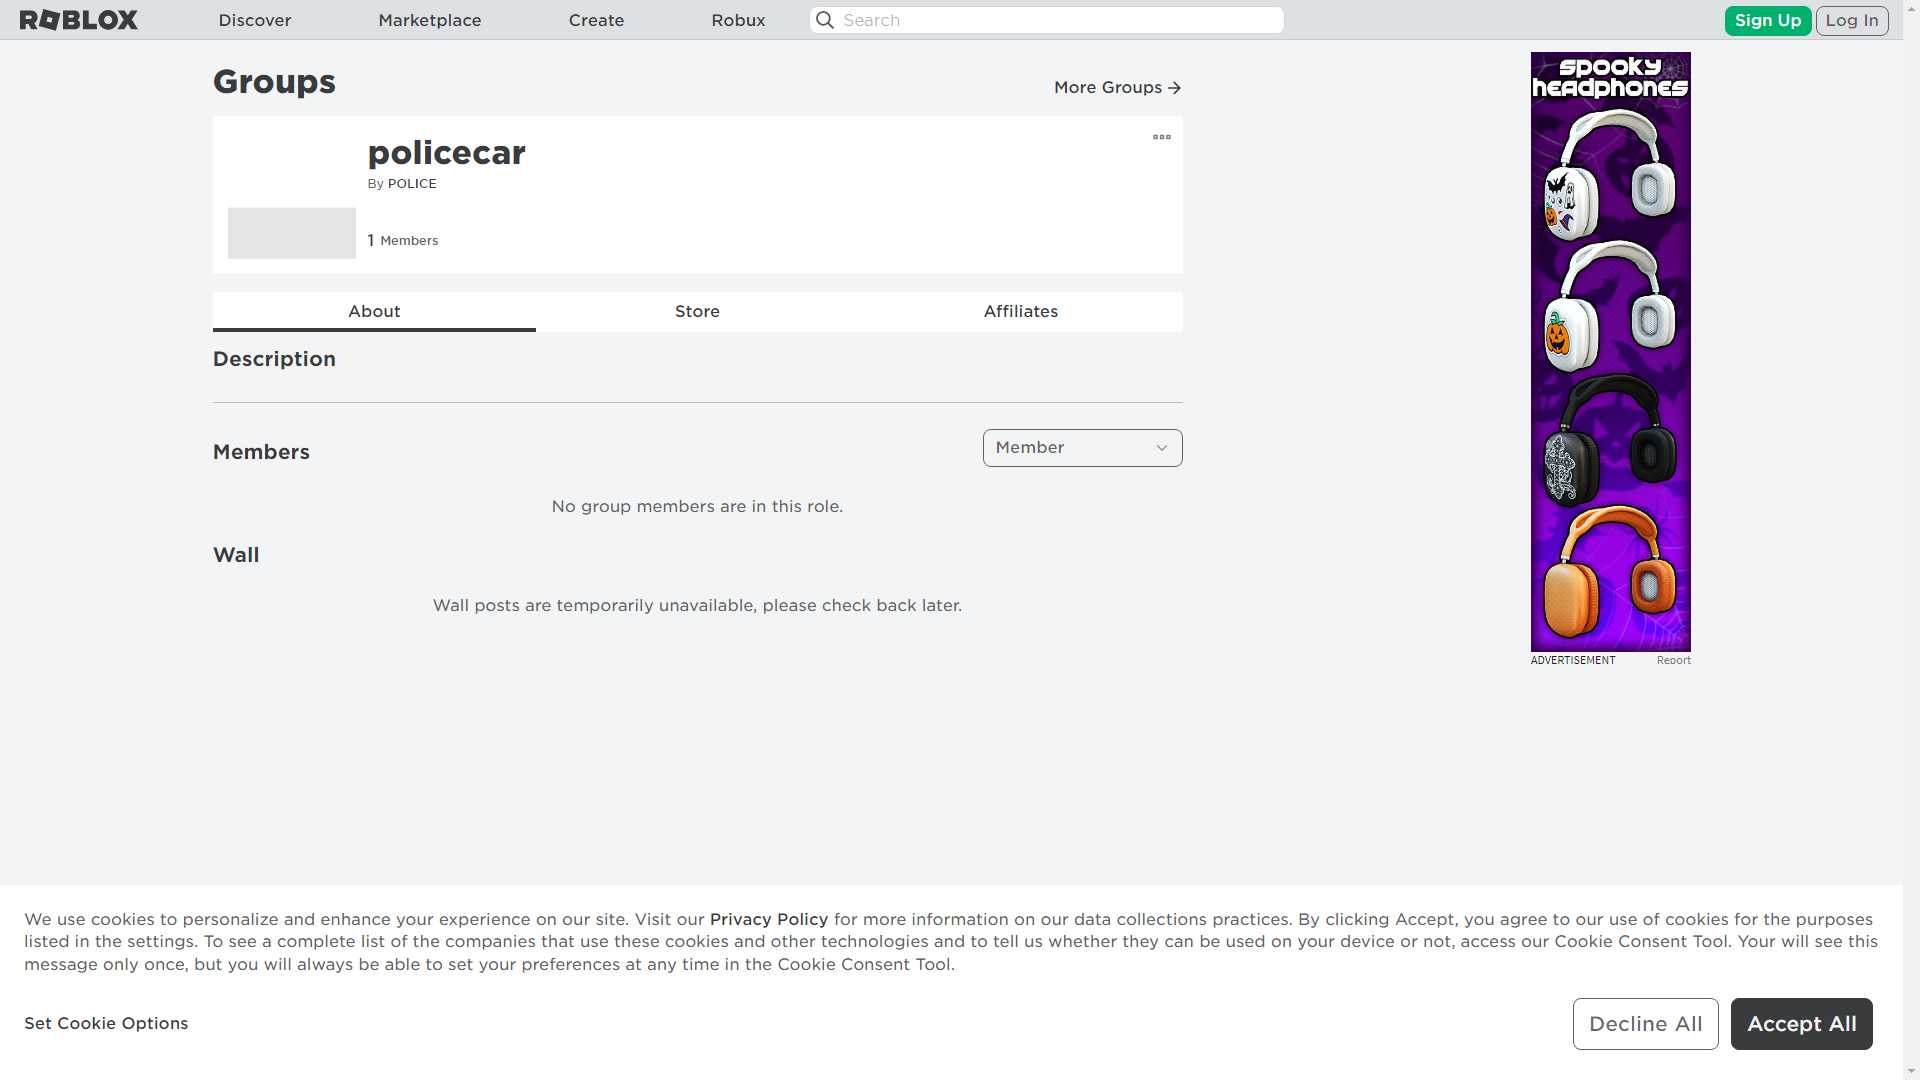 ROBLOX
Discover
Marketplace
Create
Robux
Search
Sign Up
Log In
Groups
More Groups
policecar
By POLICE
1 Members
About
Store
Affiliates
Description
Members
Member
No group members are in this role.
Wall
Wall posts are temporarily unavailable, please check back later.
spooky
headphones
ADVERTISEMENT
Report
We use cookies to personalize and enhance your experience on our site. Visit our Privacy Policy for more information on our data collections practices. By clicking Accept, you agree to our use of cookies for the purposes
listed in the settings. To see a complete list of the companies that use these cookies and other technologies and to tell us whether they can be used on your device or not, access our Cookie Consent Tool. Your will see this
message only once, but you will always be able to set your preferences at any time in the Cookie Consent Tool.
Set Cookie Options
Decline All
Accept All